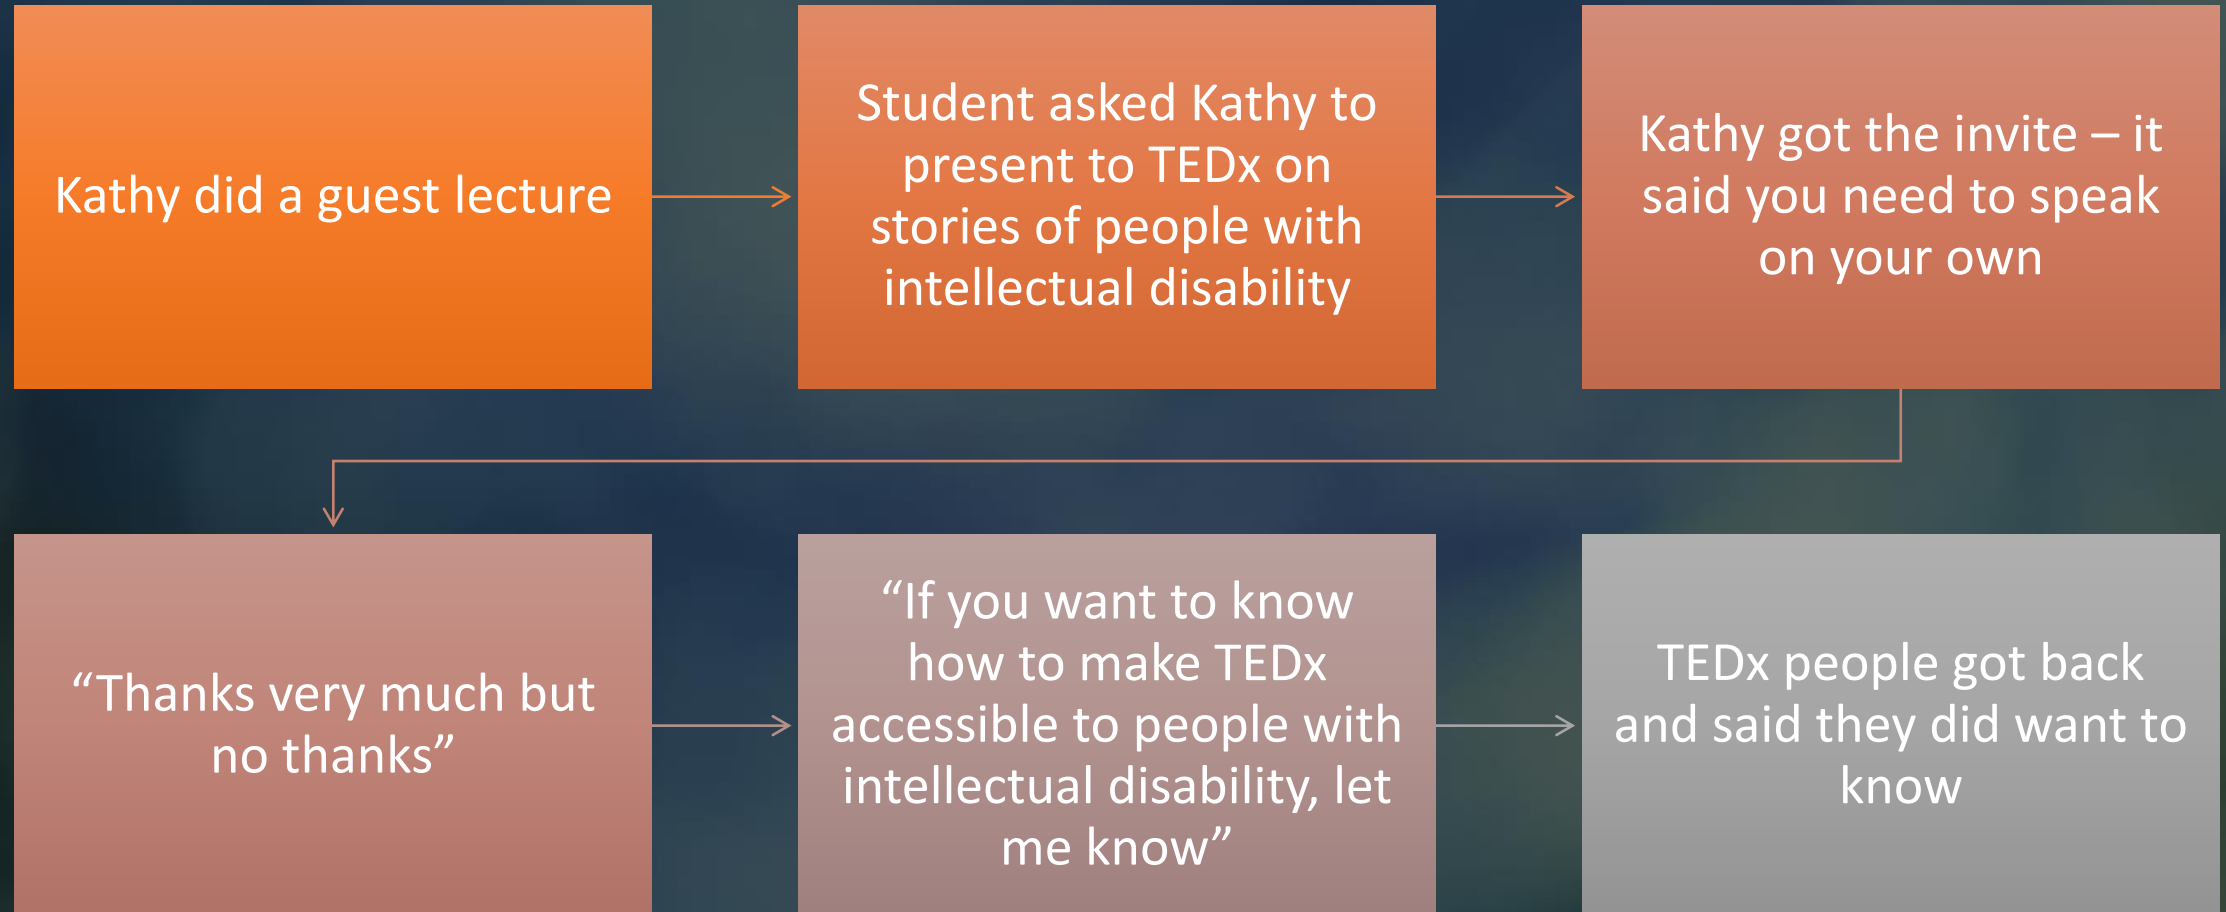 Kathy did a guest lecture
Student asked Kathy to
present to TEDx on
stories of people with
intellectual disability
Kathy got the invite – it
said you need to speak
on your own
“Thanks very much but
no thanks”
“If you want to know
how to make TEDx
accessible to people with
intellectual disability, let
me know”
TEDx people got back
and said they did want to
know